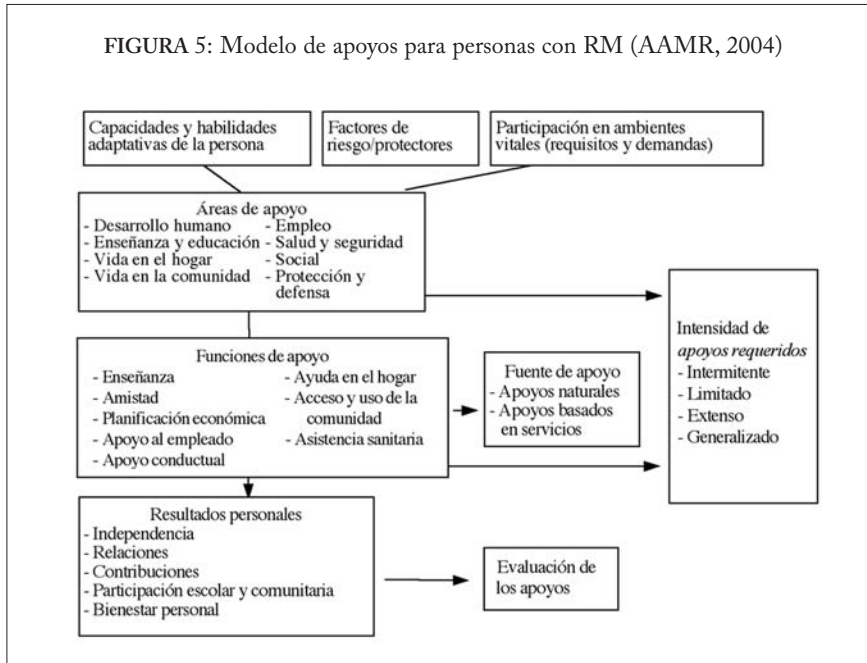 FIGURA 5: Modelo de apoyos para personas con RM (AAMR, 2004)
Capacidades y habilidades
adaptativas de la persona
Factores de
riesgo/protectores
Participación en ambientes
vitales (requisitos y demandas)
Áreas de apoyo
- Desarrollo humano
- Enseñanza y educación
- Vida en el hogar
- Vida en la comunidad
- Empleo
- Salud y seguridad
- Social
- Protección y
defensa
Intensidad de
apoyos requeridos
- Intermitente
- Limitado
- Extenso
- Generalizado
Funciones de apoyo
- Enseñanza
- Amistad
- Planificación económica
- Apoyo al empleado
- Apoyo conductual
- Ayuda en el hogar
- Acceso y uso de la
comunidad
- Asistencia sanitaria
Fuente de apoyo
- Apoyos naturales
- Apoyos basados
en servicios
Resultados personales
- Independencia
- Relaciones
- Contribuciones
- Participación escolar y comunitaria
- Bienestar personal
Evaluación de
los apoyos